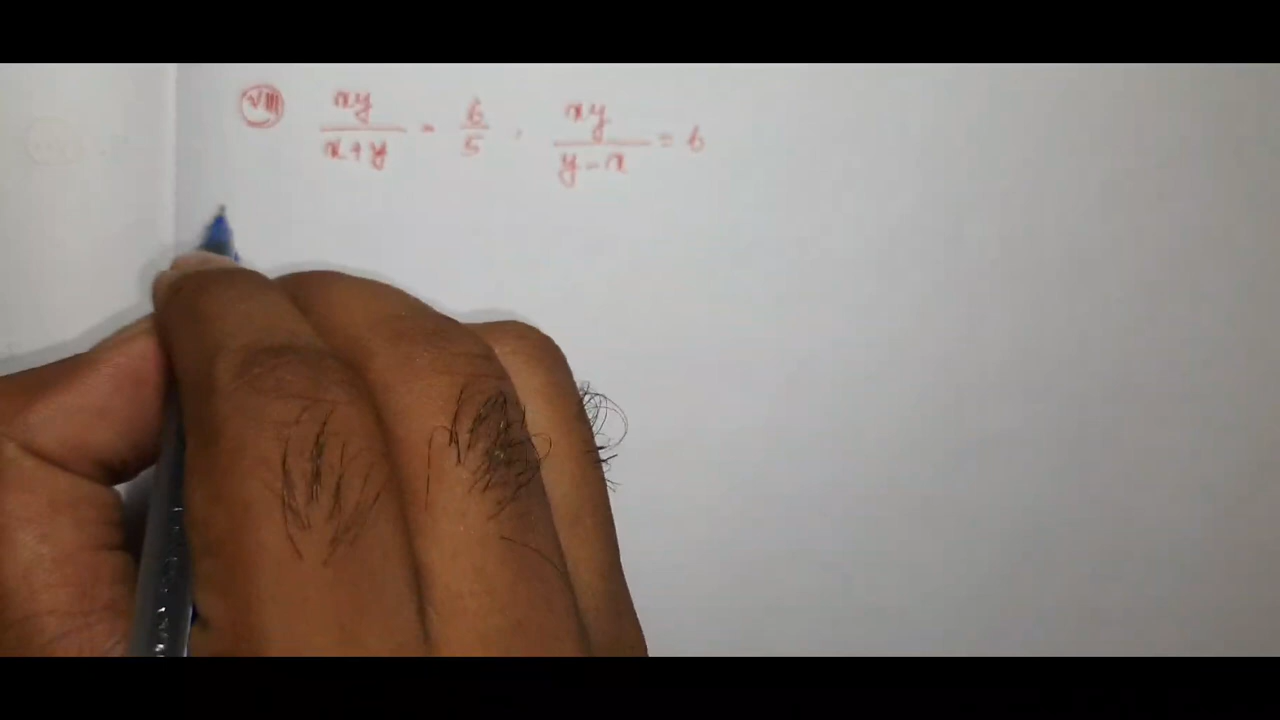 VIII xy/x+y = 6/5 , xy/y-x = 6